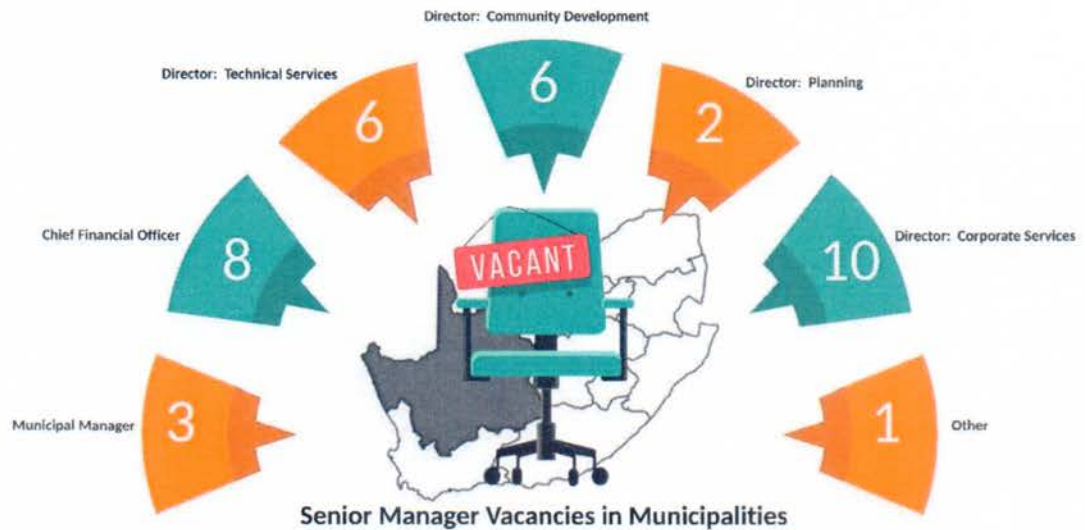 Director: Community Development
6
Director: Technical Services
6
Director: Planning
2
Chief Financial Officer
8
Director: Corporate Services
10
VACANT
Municipal Manager
3
Other
1
Senior Manager Vacancies in Municipalities